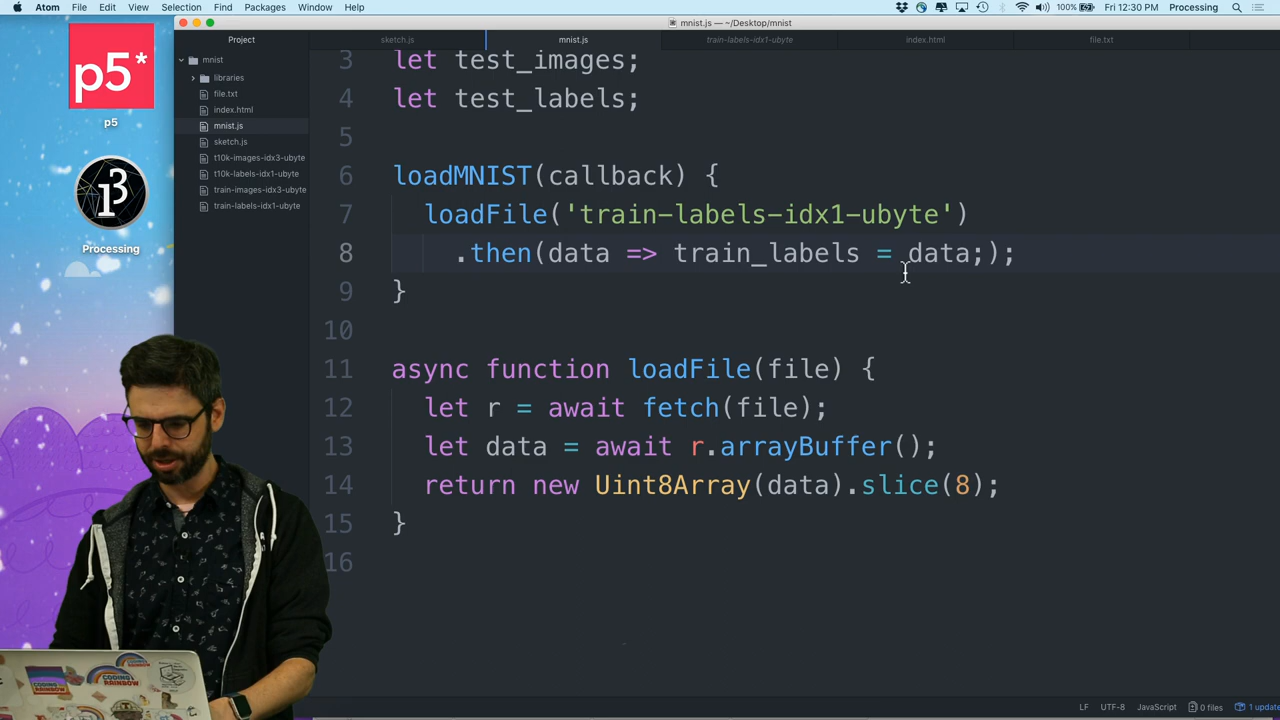 Atom File Edit View Selection Find Packages Window Help
100% Fri 12:30 PM Processing
mnist.js — ~/Desktop/mnist
Project
sketch.js
mnist.js
train-labels-idx1-ubyte
index.html
file.txt
mnist
libraries
file.txt
index.html
mnist.js
sketch.js
t10k-images-idx3-ubyte
t10k-labels-idx1-ubyte
train-images-idx3-ubyte
train-labels-idx1-ubyte
p5*
p5
Processing
3 let test_images;
4 let test_labels;
5
6 loadMNIST(callback) {
7 loadFile('train-labels-idx1-ubyte')
8 .then(data => train_labels = data;);
9 }
10
11 async function loadFile(file) {
12 let r = await fetch(file);
13 let data = await r.arrayBuffer();
14 return new Uint8Array(data).slice(8);
15 }
16
CODING RAINBOW
CODING RAINBOW
LF UTF-8 JavaScript 0 files 1 update